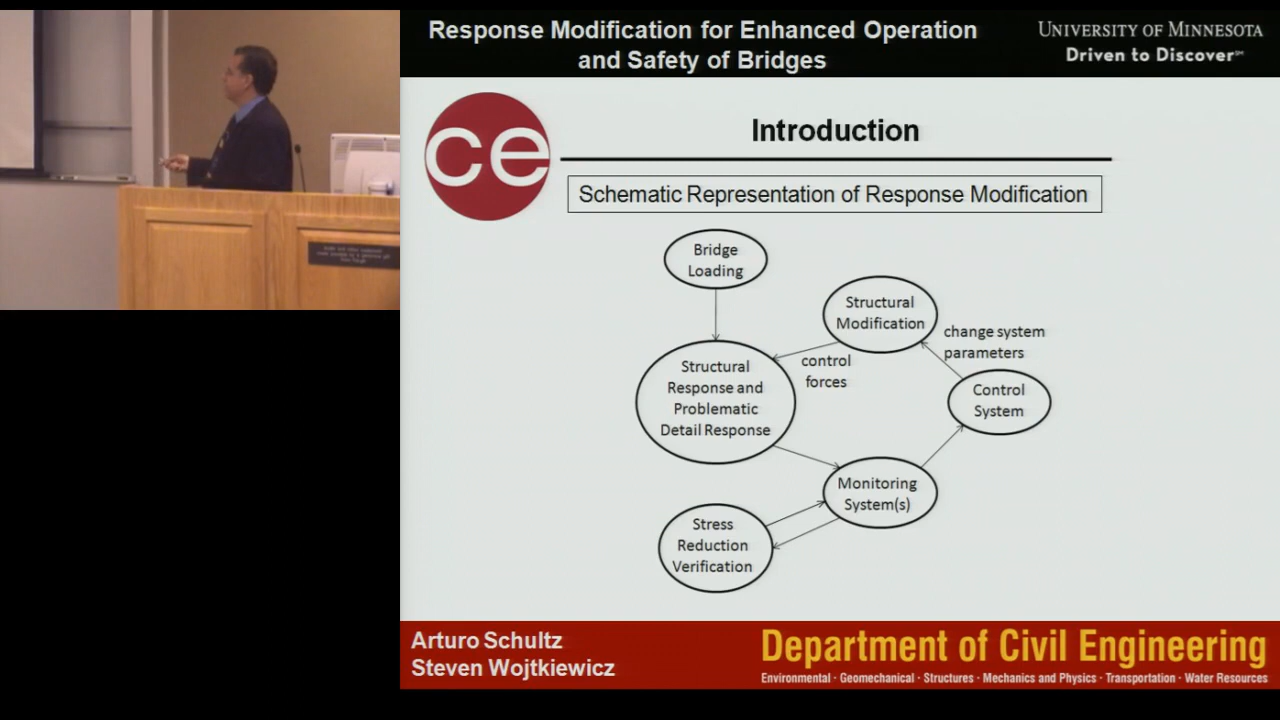 Response Modification for Enhanced Operation
and Safety of Bridges
UNIVERSITY OF MINNESOTA
Driven to Discover℠
ce
Introduction
Schematic Representation of Response Modification
Bridge
Loading
Structural
Modification
change system
parameters
control
forces
Structural
Response and
Problematic
Detail Response
Control
System
Monitoring
System(s)
Stress
Reduction
Verification
Arturo Schultz
Steven Wojtkiewicz
Department of Civil Engineering
Environmental · Geomechanical · Structures · Mechanics and Physics · Transportation · Water Resources